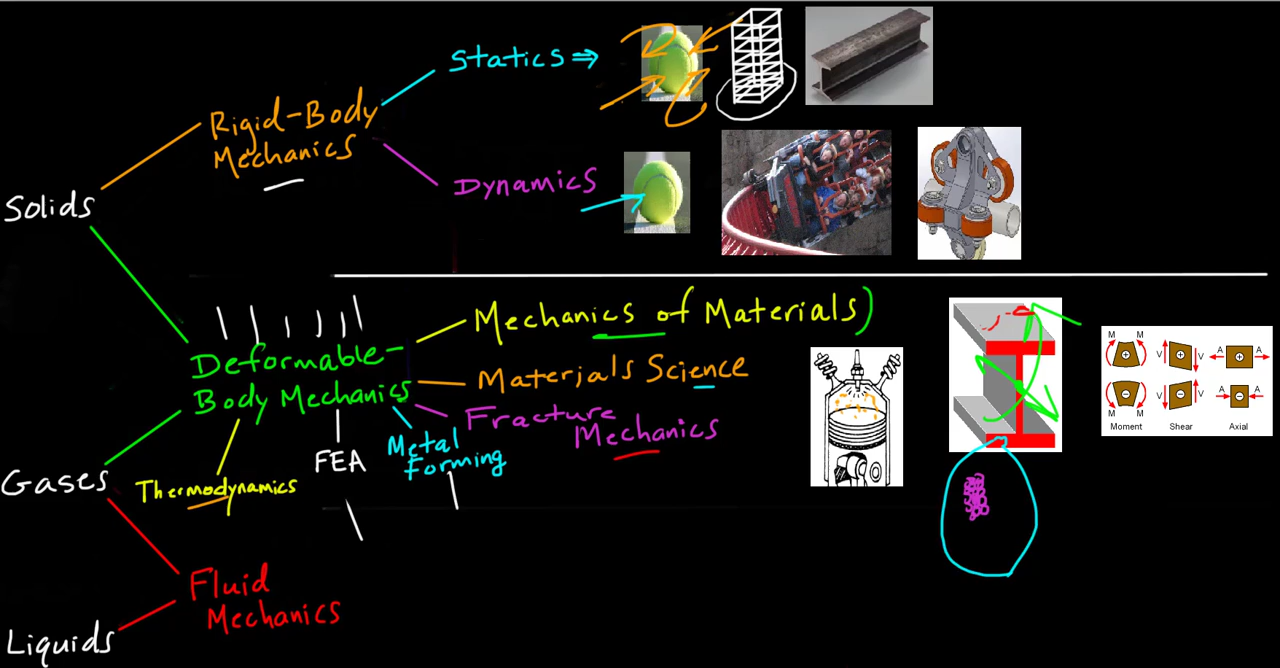 Statics ⇒
Rigid-Body
Mechanics
Dynamics
Solids
Mechanics of Materials)
Deformable-
Body Mechanics
Materials Science
Fracture
Mechanics
Metal
Forming
FEA
Thermodynamics
Gases
Fluid
Mechanics
Liquids
M M V V A A
M M V V A A
Moment Shear Axial